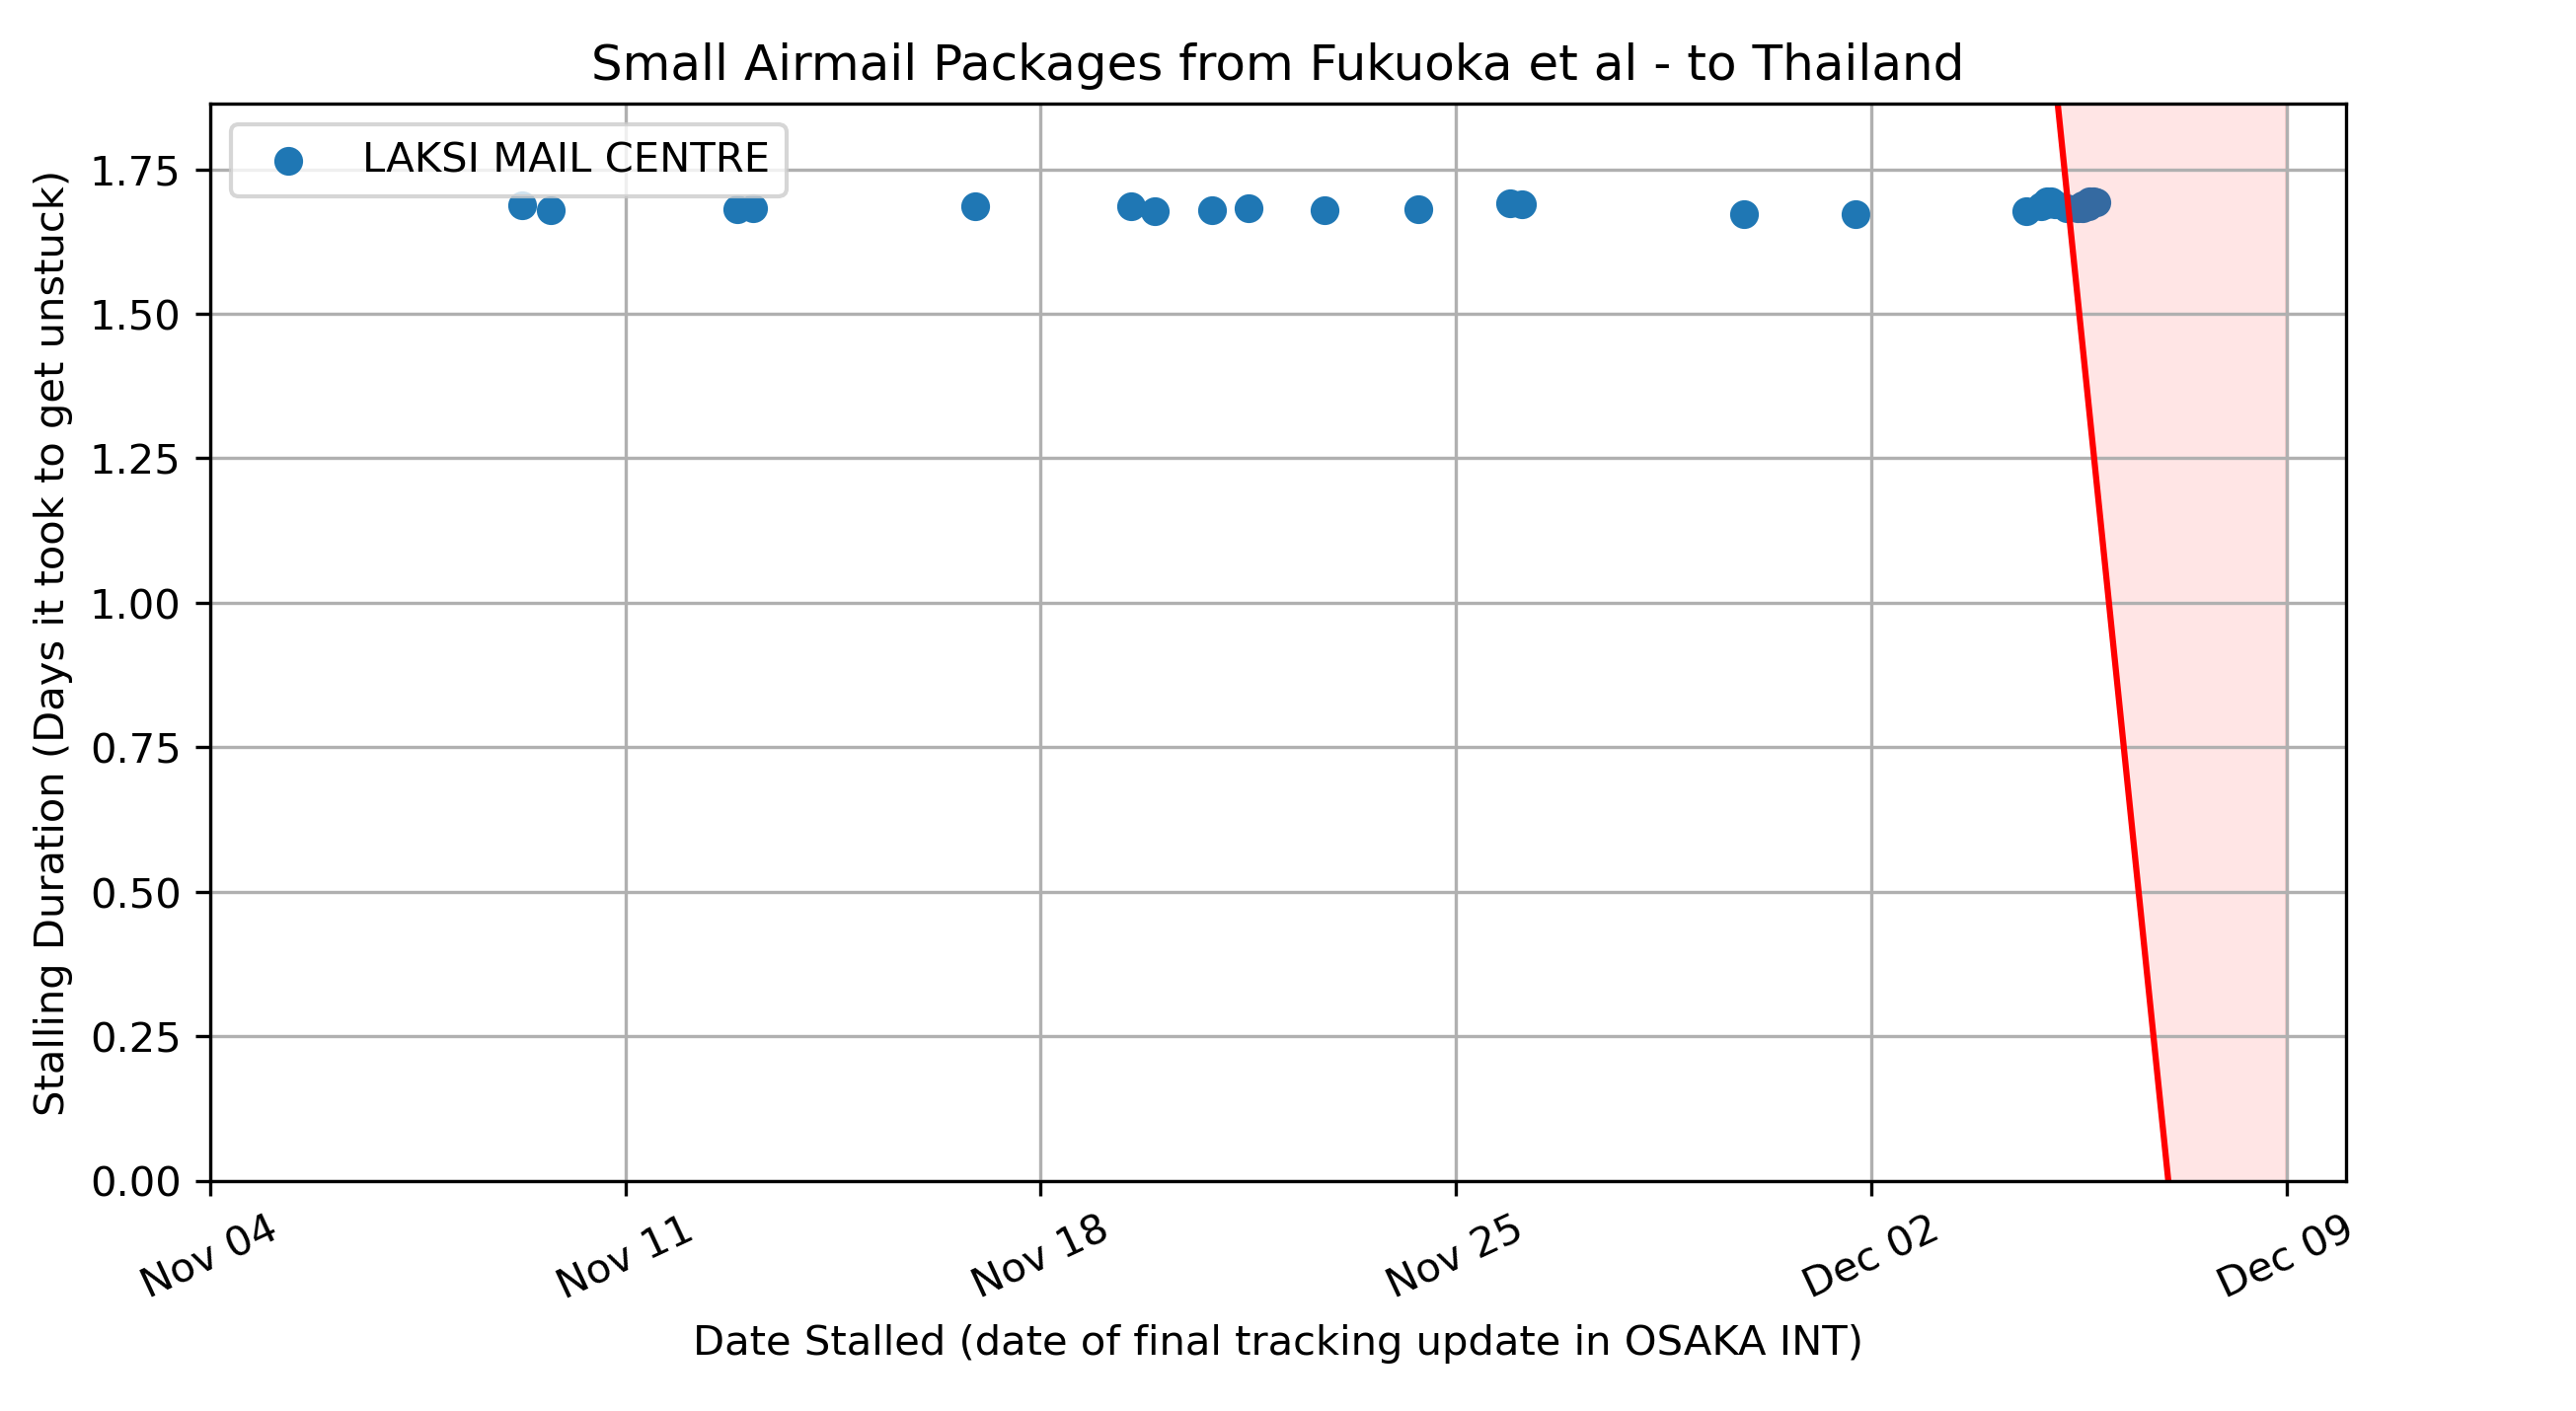 Small Airmail Packages from Fukuoka et al - to Thailand
LAKSI MAIL CENTRE
Stalling Duration (Days it took to get unstuck)
1.75
1.50
1.25
1.00
0.75
0.50
0.25
0.00
Nov 04
Nov 11
Nov 18
Nov 25
Dec 02
Dec 09
Date Stalled (date of final tracking update in OSAKA INT)